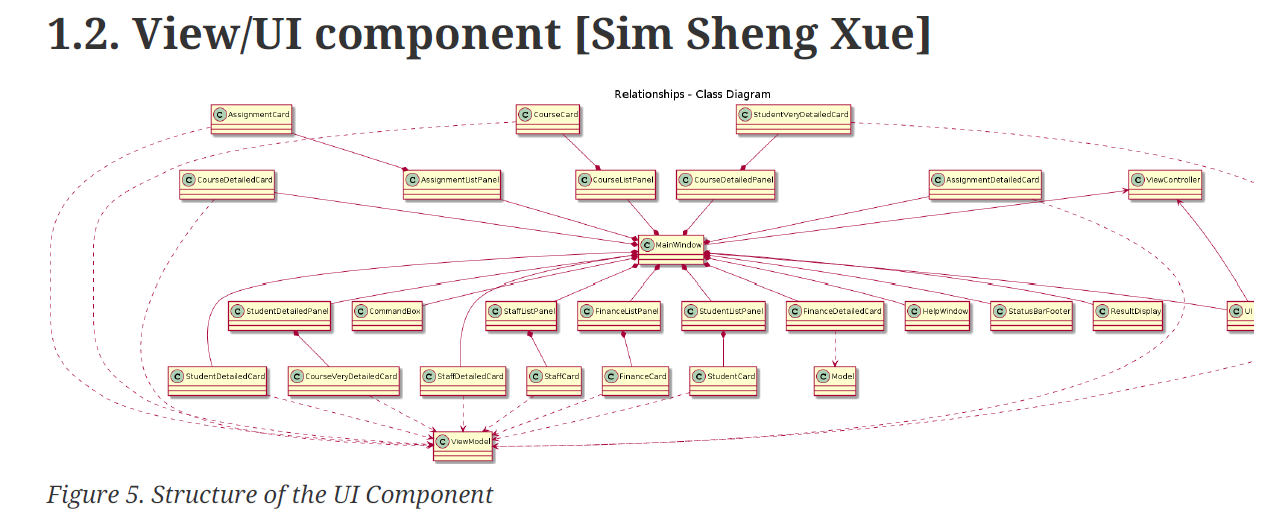 1.2. View/UI component [Sim Sheng Xue]
Relationships - Class Diagram
C AssignmentCard
C CourseCard
C StudentVeryDetailedCard
C CourseDetailedCard
C AssignmentListPanel
C CourseListPanel
C CourseDetailedPanel
C AssignmentDetailedCard
C ViewController
C MainWindow
C StudentDetailedPanel
C CommandBox
C StaffListPanel
C FinanceListPanel
C StudentListPanel
C FinanceDetailedCard
C HelpWindow
C StatusBarFooter
C ResultDisplay
C UI
C StudentDetailedCard
C CourseVeryDetailedCard
C StaffDetailedCard
C StaffCard
C FinanceCard
C StudentCard
C Model
C ViewModel
Figure 5. Structure of the UI Component